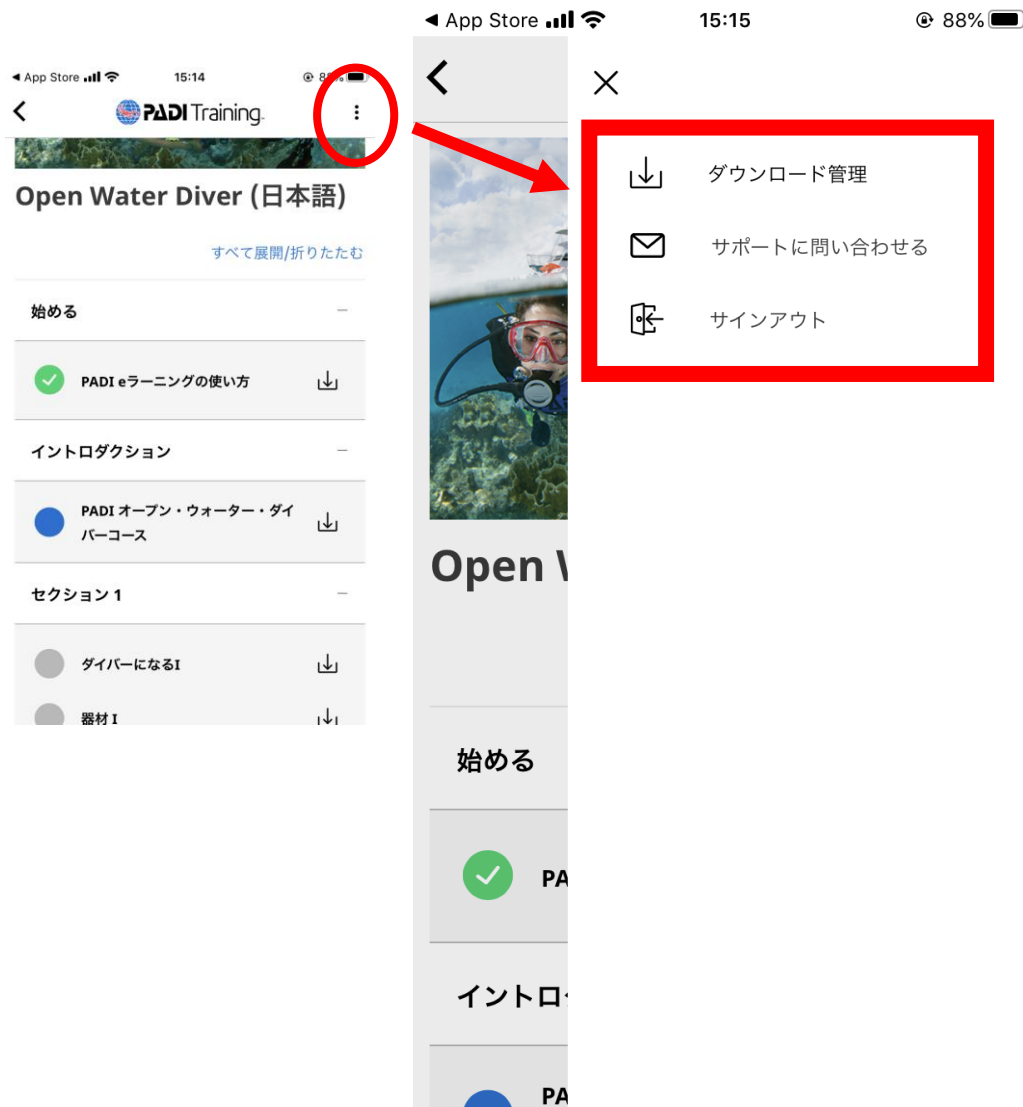 App Store
15:14
PADI Training
Open Water Diver (日本語)
すべて展開/折りたたむ
始める
PADI eラーニングの使い方
イントロダクション
PADI オープン・ウォーター・ダイ
バーコース
セクション 1
ダイバーになるI
器材 I
App Store
15:15
88%
ダウンロード管理
サポートに問い合わせる
サインアウト
Open
始める
PA
イントロ
PA